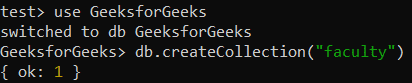 test> use GeeksforGeeks
switched to db GeeksforGeeks
GeeksforGeeks> db.createCollection("faculty")
{ ok: 1 }